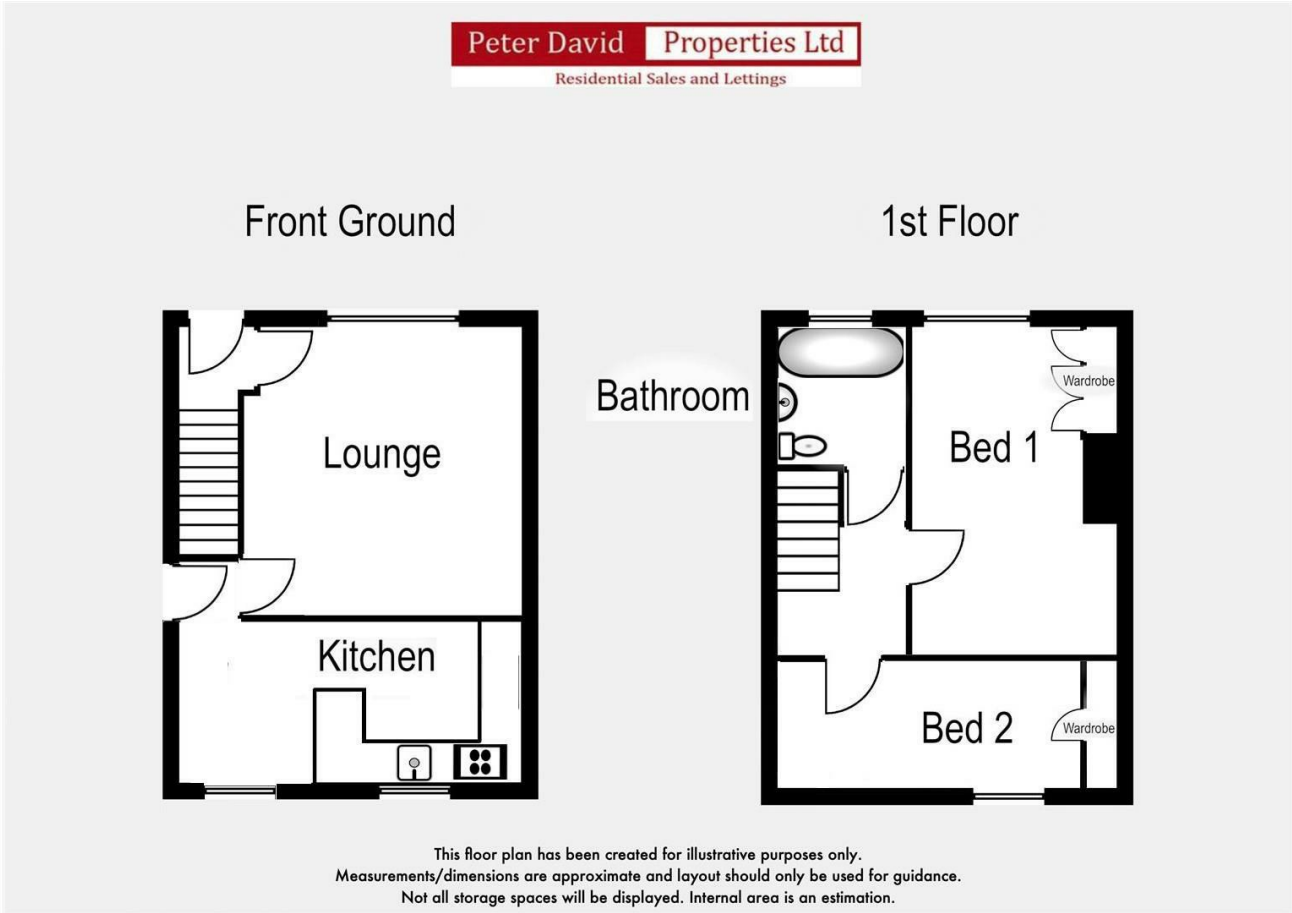 Peter David Properties Ltd
Residential Sales and Lettings
Front Ground
1st Floor
Bathroom
Wardrobe
Lounge
Bed 1
Kitchen
Bed 2
Wardrobe
This floor plan has been created for illustrative purposes only.
Measurements/dimensions are approximate and layout should only be used for guidance.
Not all storage spaces will be displayed. Internal area is an estimation.